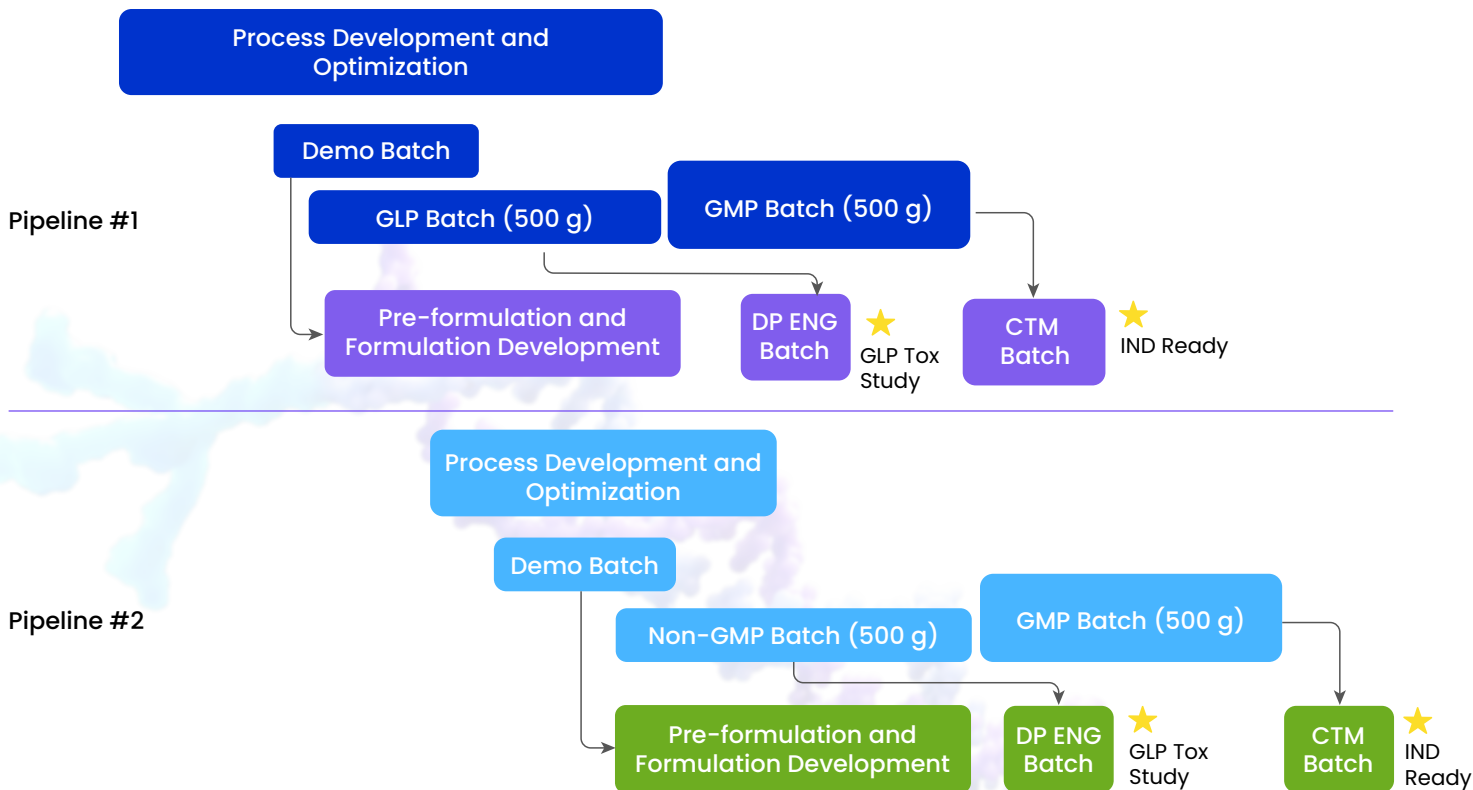 Process Development and
Optimization
Demo Batch
Pipeline #1
GLP Batch (500 g)
GMP Batch (500 g)
Pre-formulation and
Formulation Development
DP ENG
Batch
GLP Tox
Study
CTM
Batch
IND Ready
Process Development and
Optimization
Demo Batch
Pipeline #2
Non-GMP Batch (500 g)
GMP Batch (500 g)
Pre-formulation and
Formulation Development
DP ENG
Batch
GLP Tox
Study
CTM
Batch
IND
Ready